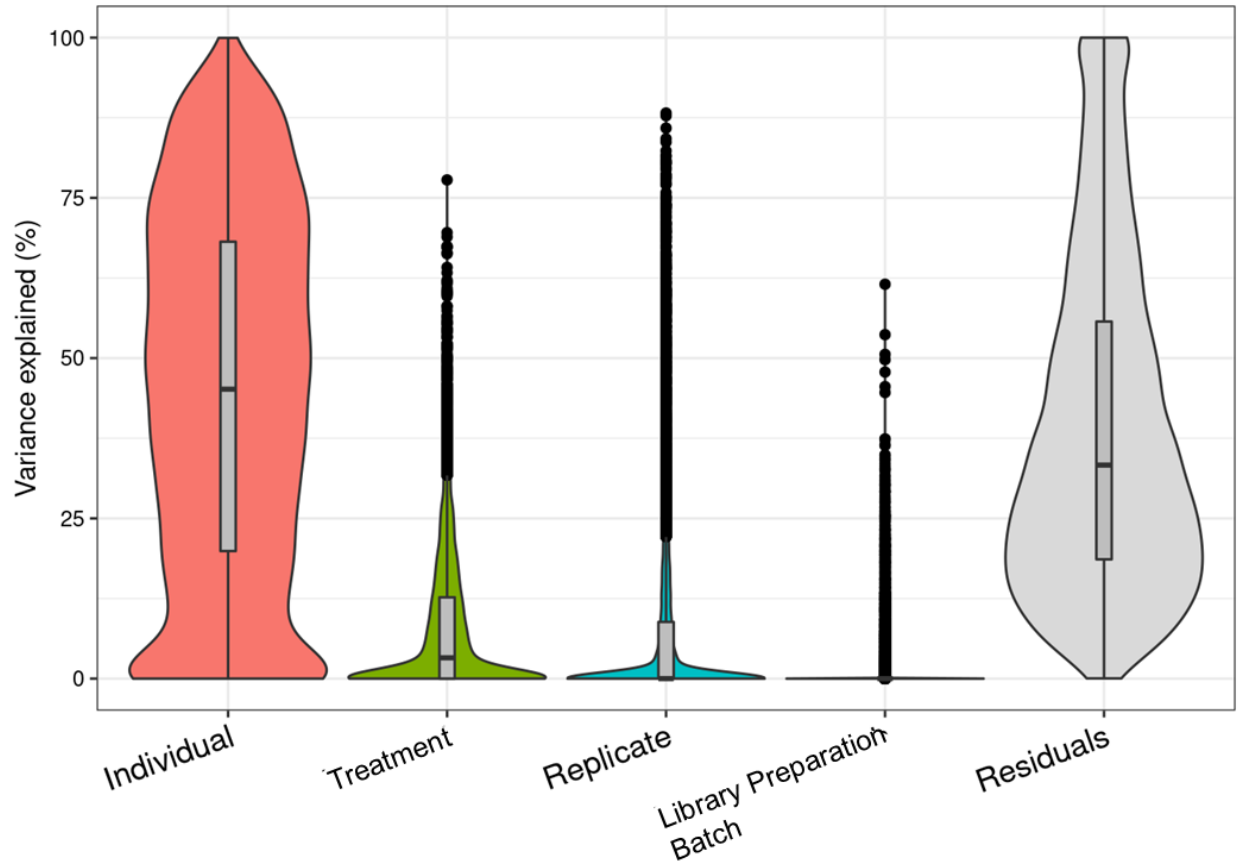 Variance explained (%)
100
75
50
25
0
Individual
Treatment
Replicate
Library Preparation
Batch
Residuals